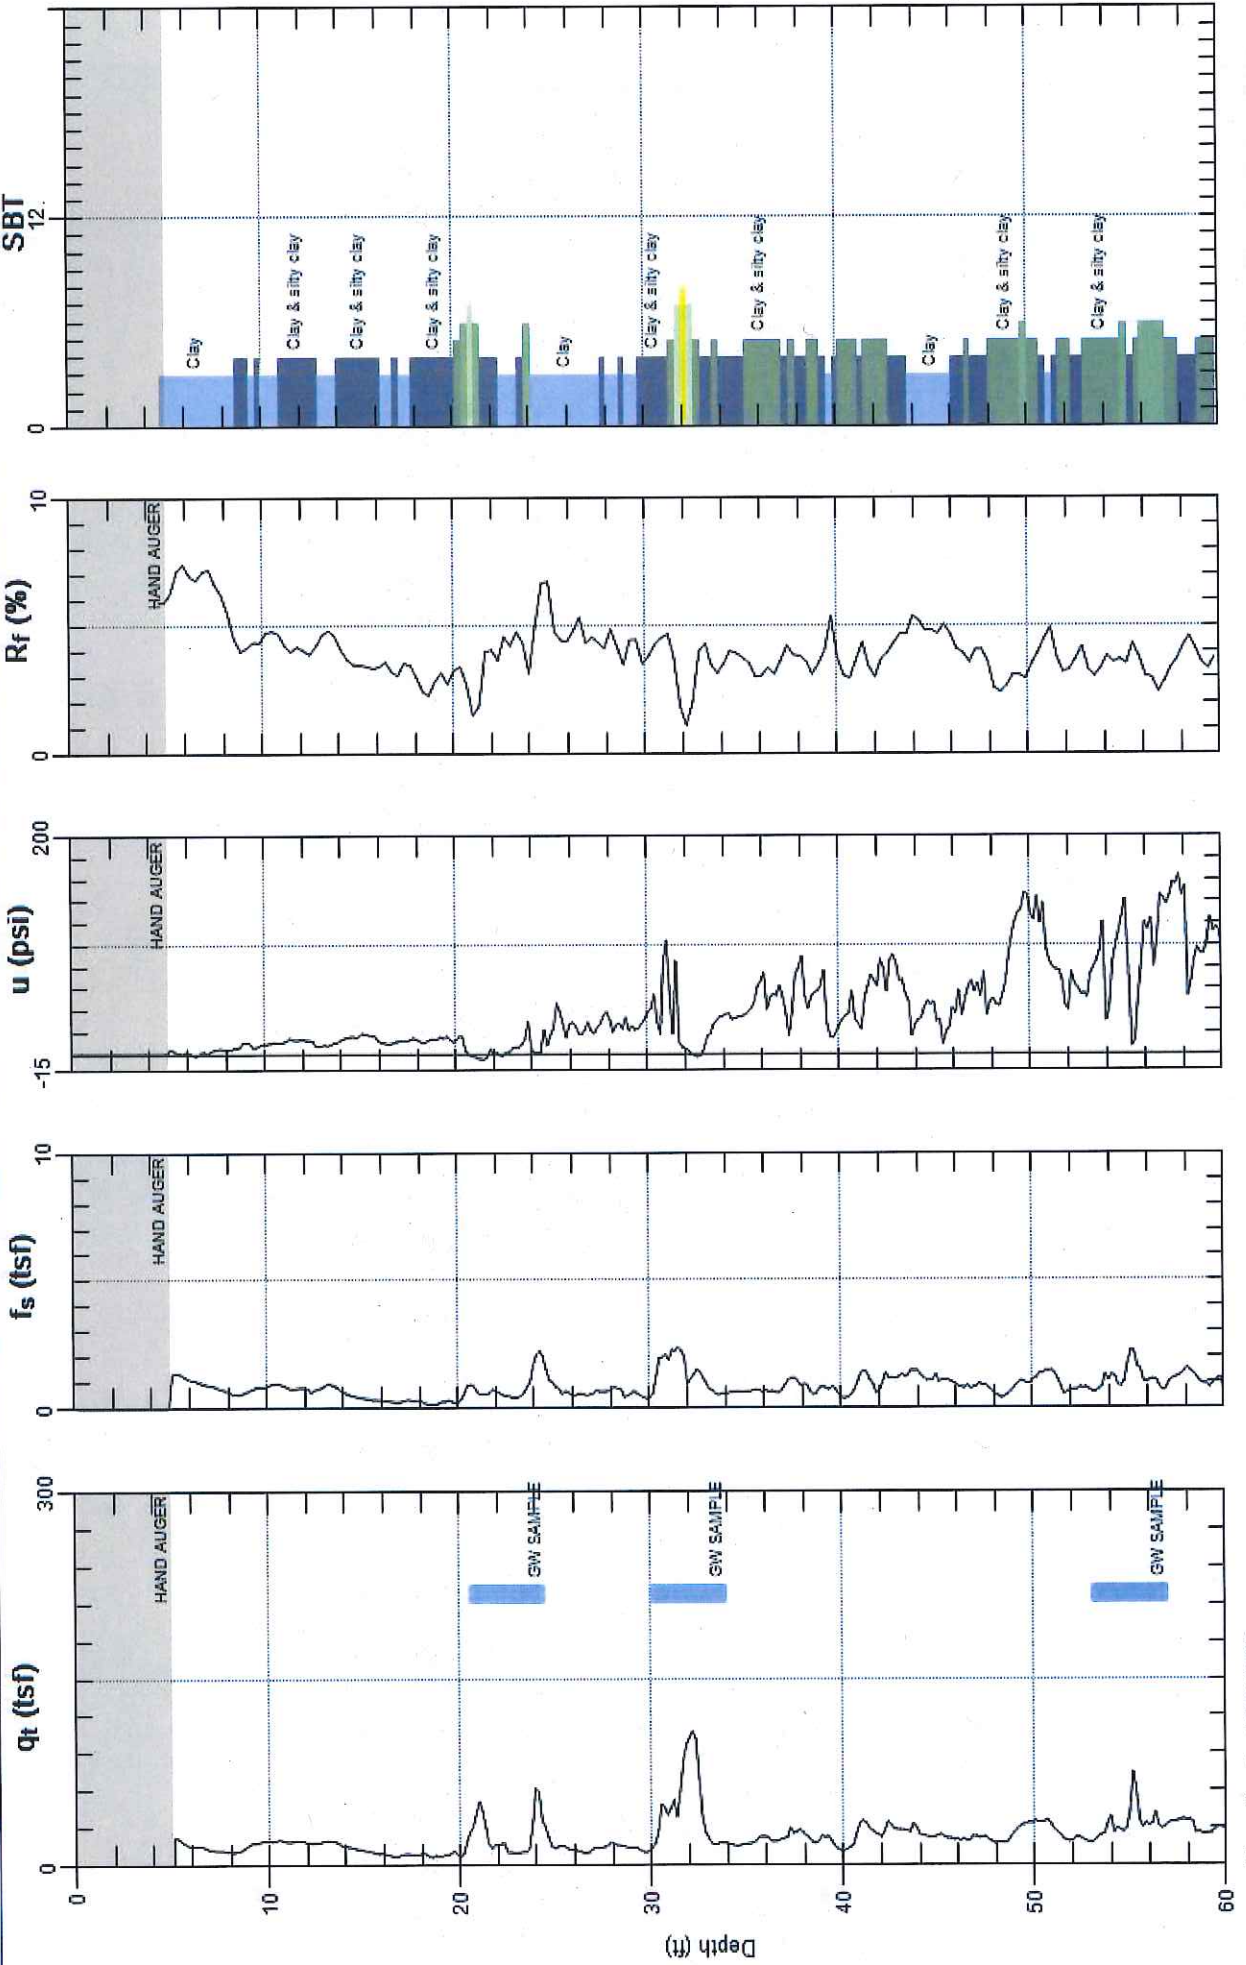 qt (tsf)
0
300
HAND AUGER
GW SAMPLE
GW SAMPLE
GW SAMPLE
fs (tsf)
0
10
HAND AUGER
u (psi)
-15
200
HAND AUGER
Rf (%)
0
10
HAND AUGER
SBT
0
12
Clay
Clay & silty clay
Clay & silty clay
Clay & silty clay
Clay
Clay & silty clay
Clay & silty clay
Clay
Clay & silty clay
Clay & silty clay
Depth (ft)
0
10
20
30
40
50
60